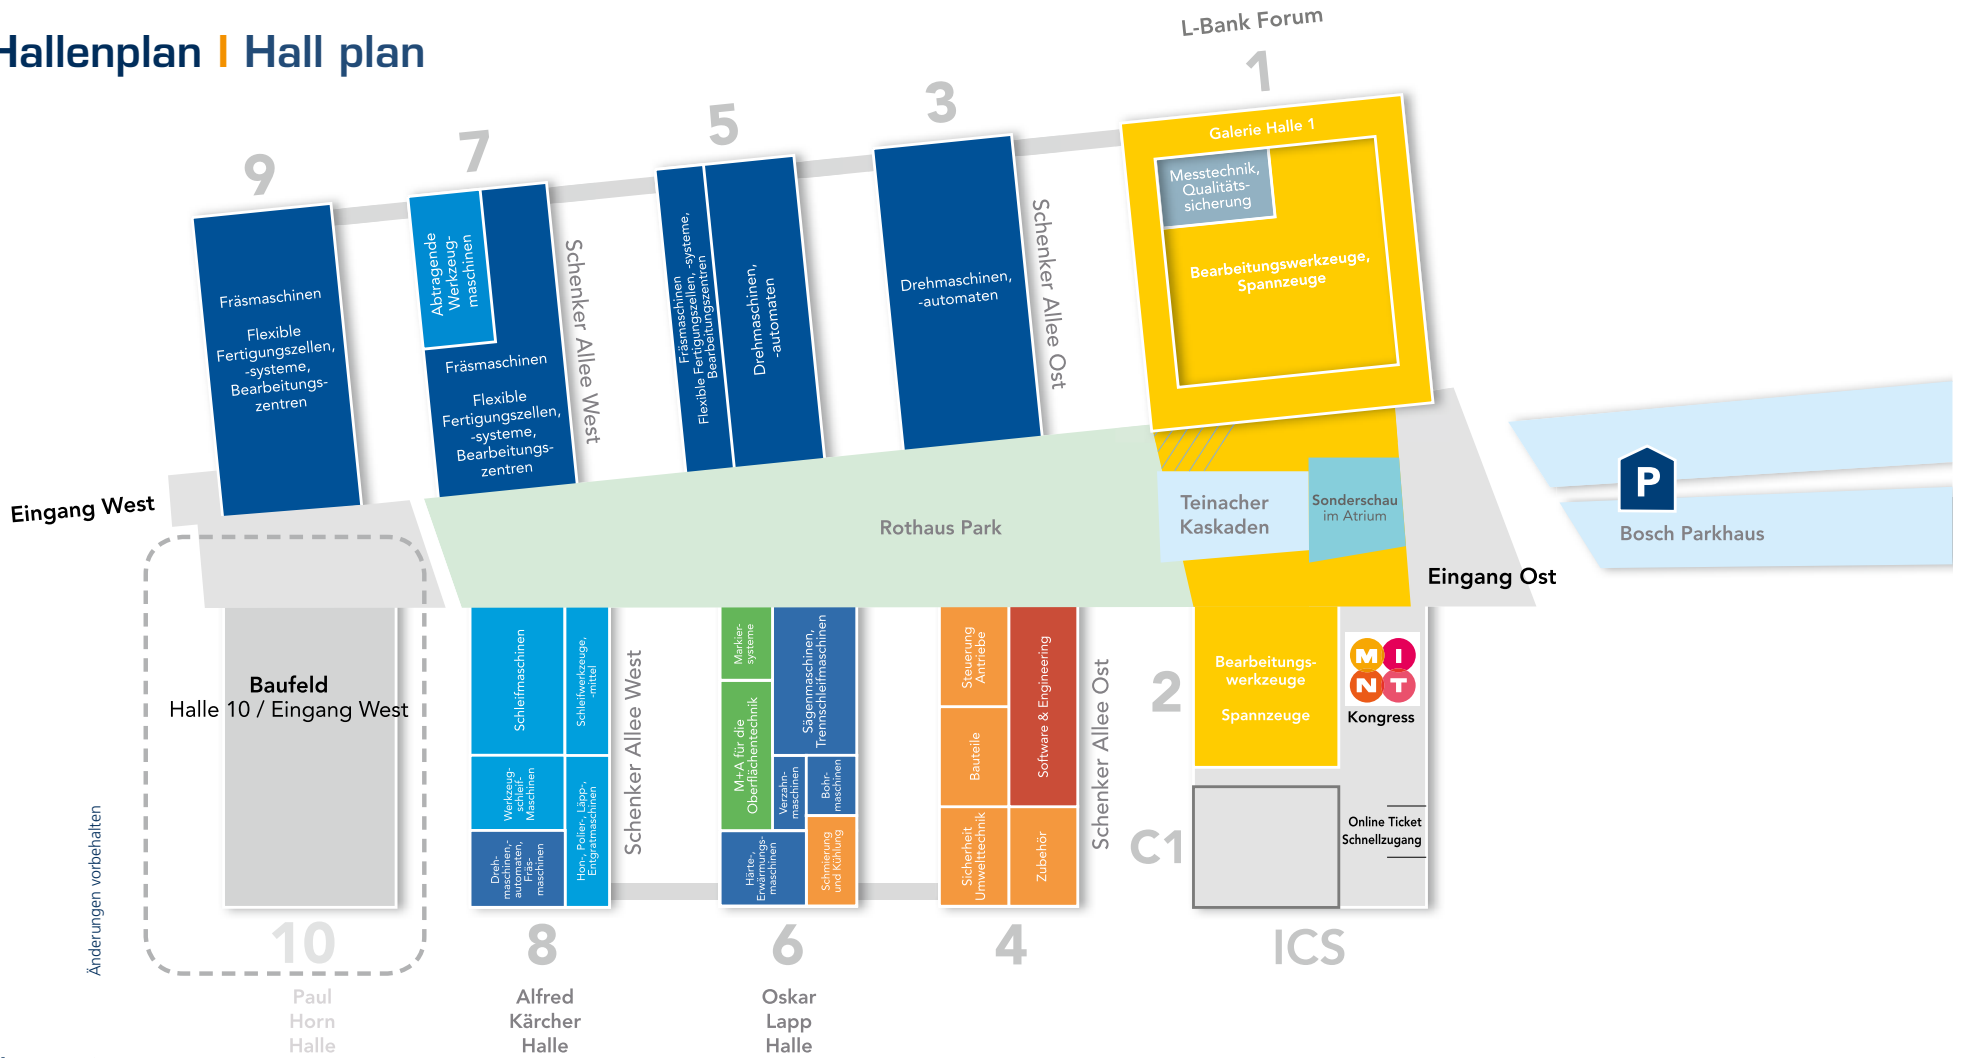 Hallenplan | Hall plan
L-Bank Forum
1
3
5
7
9
Galerie Halle 1
Messtechnik,
Qualitäts-
sicherung
Bearbeitungswerkzeuge,
Spannzeuge
Schenker Allee Ost
Drehmaschinen,
-automaten
Fräsmaschinen
Flexible Fertigungszellen, -systeme,
Bearbeitungszentren
Drehmaschinen,
-automaten
Schenker Allee West
Abtragende
Werkzeug-
maschinen
Fräsmaschinen
Flexible
Fertigungszellen,
-systeme,
Bearbeitungs-
zentren
Fräsmaschinen
Flexible
Fertigungszellen,
-systeme,
Bearbeitungs-
zentren
Eingang West
Rothaus Park
Teinacher
Kaskaden
Sonderschau
im Atrium
P
Bosch Parkhaus
Eingang Ost
Baufeld
Halle 10 / Eingang West
Schleifmaschinen
Schleifwerkzeuge,
-mittel
Werkzeug-
schleif-
Maschinen
Hon-, Polier-, Läpp-,
Entgratmaschinen
Dreh-
maschinen,-
automaten,
Fräs-
maschinen
Schenker Allee West
Markier-
systeme
M+A für die
Oberflächentechnik
Sägenmaschinen,
Trennschleifmaschinen
Verzahn-
maschinen
Bohr-
maschinen
Härte-,
Erwärmungs-
maschinen
Schmierung
und Kühlung
Steuerung
Antriebe
Bauteile
Software & Engineering
Sicherheit
Umwelttechnik
Zubehör
Schenker Allee Ost
2
Bearbeitungs-
werkzeuge
Spannzeuge
MI
NT
Kongress
C1
Online Ticket
Schnellzugang
Änderungen vorbehalten
10
8
6
4
ICS
Paul
Horn
Halle
Alfred
Kärcher
Halle
Oskar
Lapp
Halle